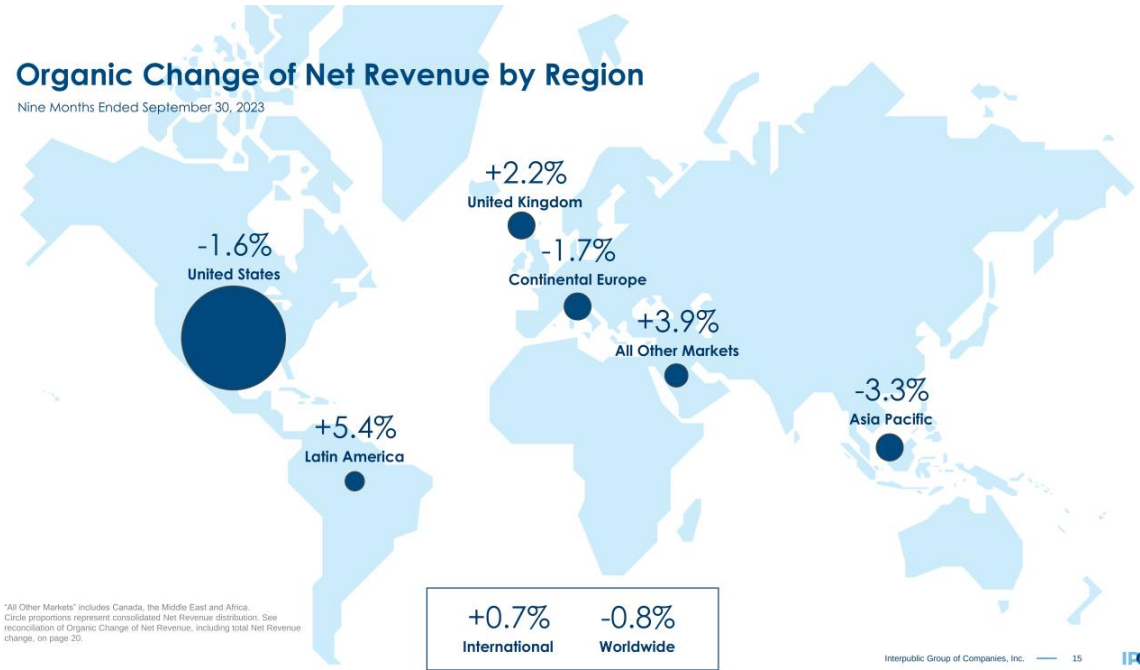 Organic Change of Net Revenue by Region
Nine Months Ended September 30, 2023
+2.2%
United Kingdom
-1.6%
United States
-1.7%
Continental Europe
+3.9%
All Other Markets
-3.3%
Asia Pacific
+5.4%
Latin America
"All Other Markets" includes Canada, the Middle East and Africa.
Circle proportions represent consolidated Net Revenue distribution. See
reconciliation of Organic Change of Net Revenue, including total Net Revenue
change, on page 20.
+0.7% -0.8%
International Worldwide
Interpublic Group of Companies, Inc. 15